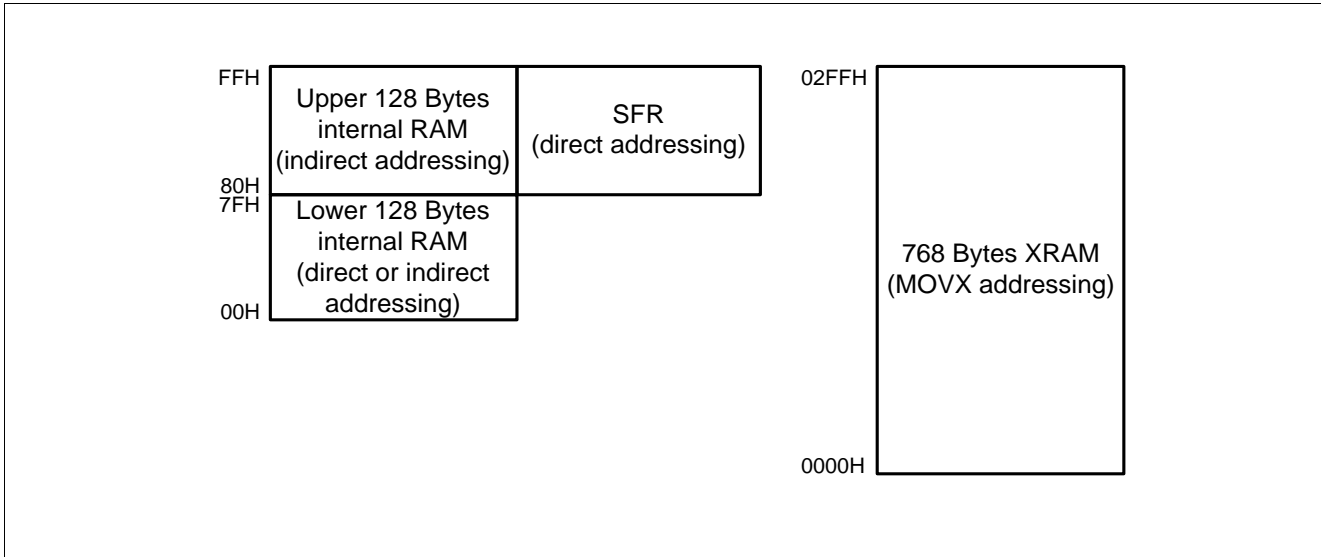 FFH
Upper 128 Bytes
internal RAM
(indirect addressing)
80H
SFR
(direct addressing)
7FH
Lower 128 Bytes
internal RAM
(direct or indirect
addressing)
00H
02FFH
768 Bytes XRAM
(MOVX addressing)
0000H